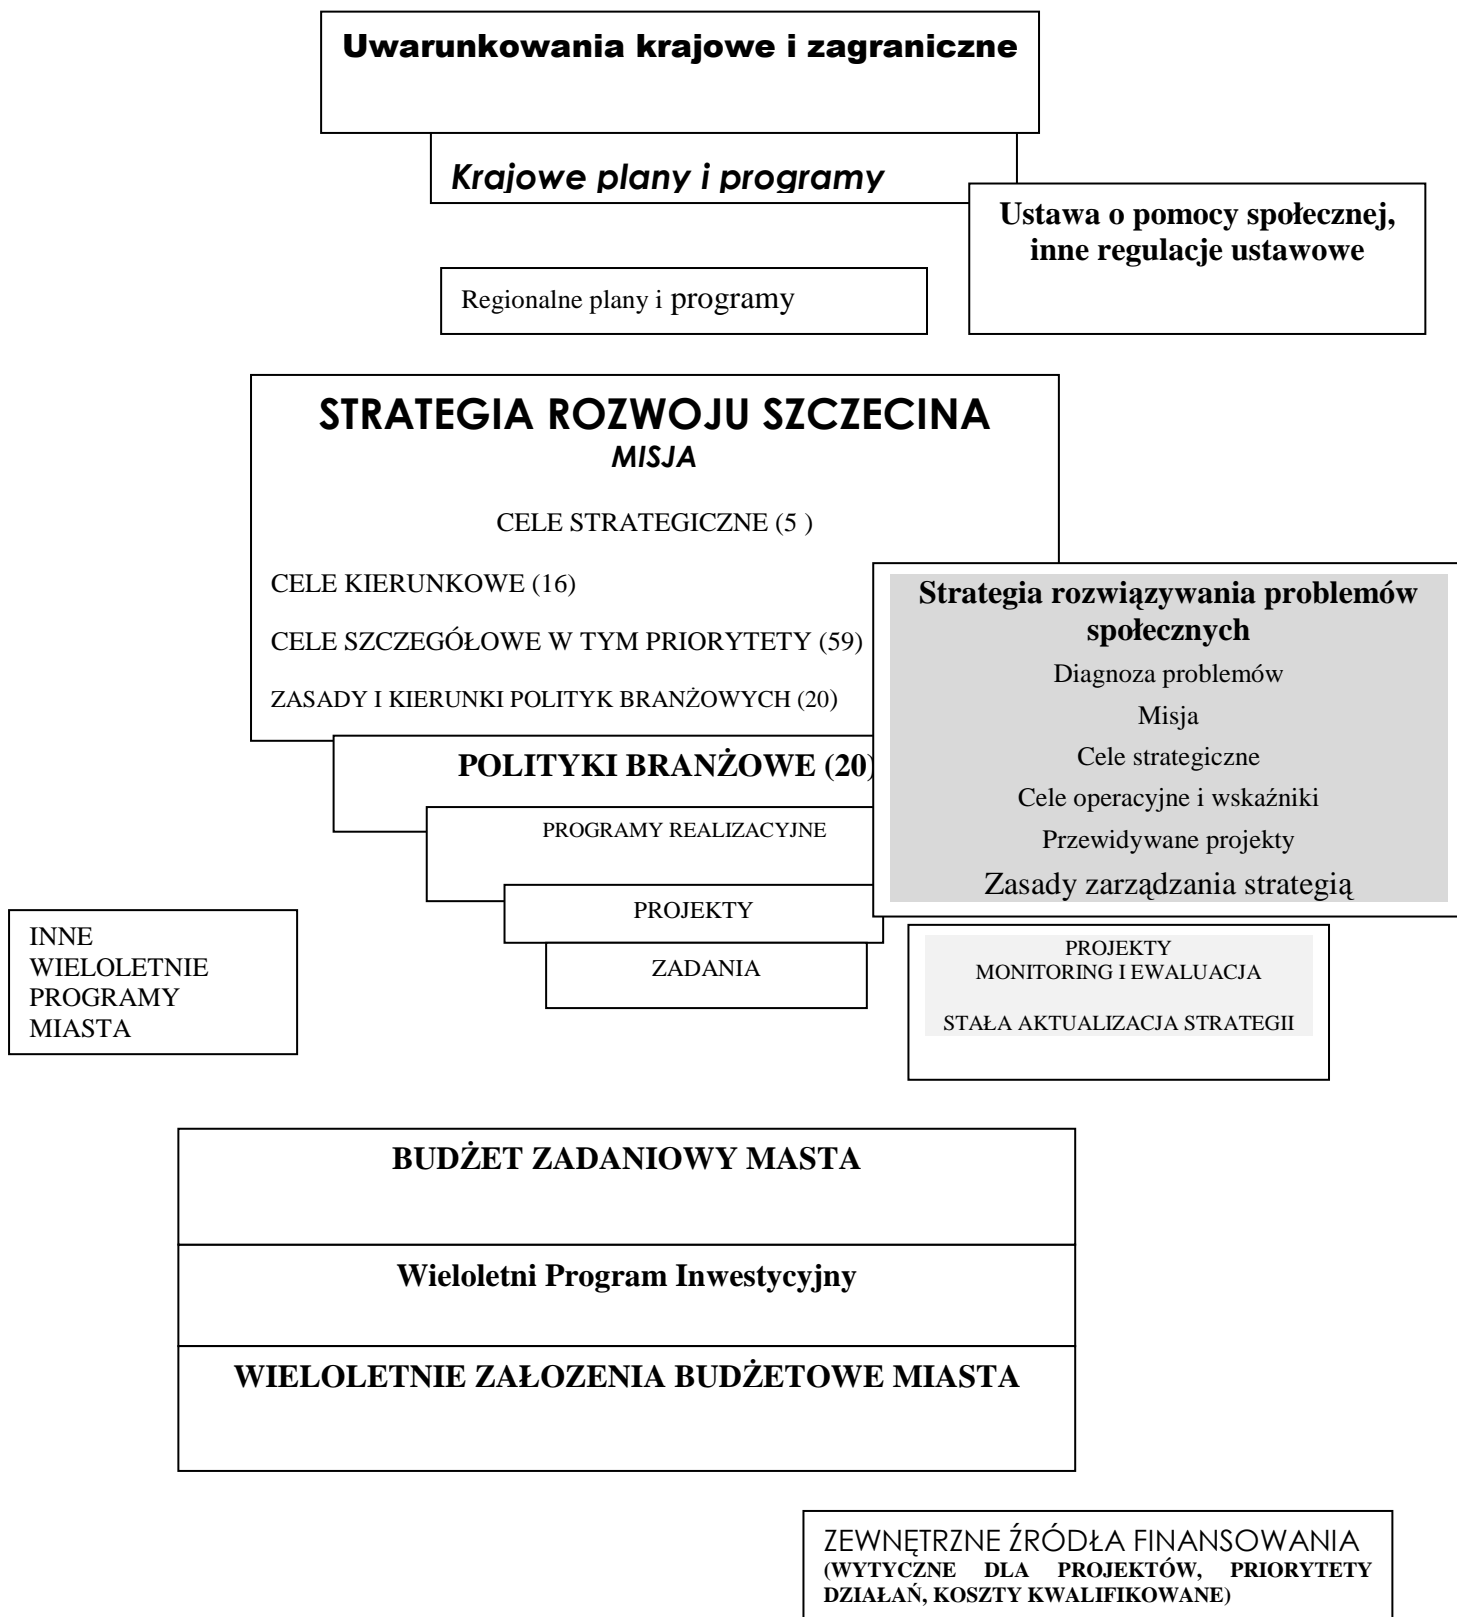 Uwarunkowania krajowe i zagraniczne
Krajowe plany i programy
Ustawa o pomocy społecznej,
inne regulacje ustawowe
Regionalne plany i programy
STRATEGIA ROZWOJU SZCZECINA
MISJA
CELE STRATEGICZNE (5 )
CELE KIERUNKOWE (16)
CELE SZCZEGÓŁOWE W TYM PRIORYTETY (59)
ZASADY I KIERUNKI POLITYK BRANŻOWYCH (20)
Strategia rozwiązywania problemów
społecznych
Diagnoza problemów
Misja
Cele strategiczne
Cele operacyjne i wskaźniki
Przewidywane projekty
Zasady zarządzania strategią
POLITYKI BRANŻOWE (20)
PROGRAMY REALIZACYJNE
PROJEKTY
ZADANIA
INNE
WIELOLETNIE
PROGRAMY
MIASTA
PROJEKTY
MONITORING I EWALUACJA
STAŁA AKTUALIZACJA STRATEGII
BUDŻET ZADANIOWY MASTA
Wieloletni Program Inwestycyjny
WIELOLETNIE ZAŁOZENIA BUDŻETOWE MIASTA
ZEWNĘTRZNE ŹRÓDŁA FINANSOWANIA
(WYTYCZNE DLA PROJEKTÓW, PRIORYTETY
DZIAŁAŃ, KOSZTY KWALIFIKOWANE)